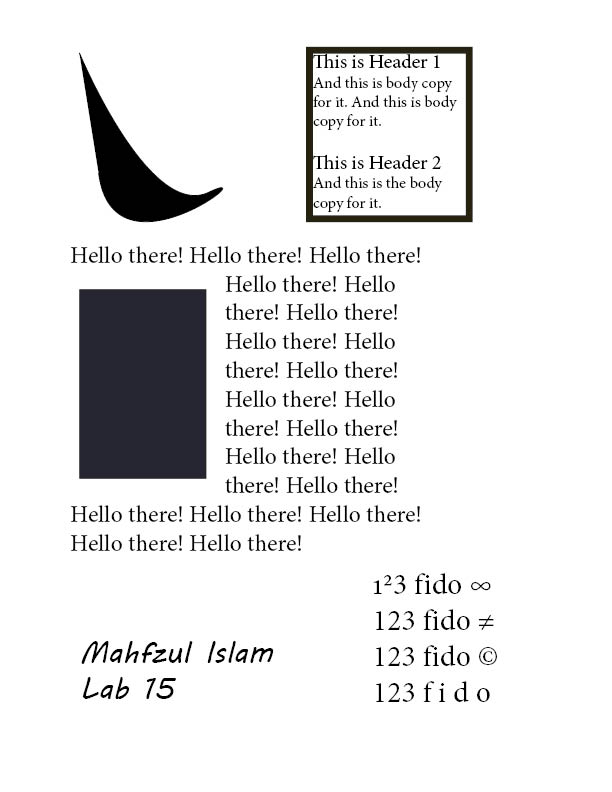 This is Header 1
And this is body copy
for it. And this is body
copy for it.
This is Header 2
And this is the body
copy for it.
Hello there! Hello there! Hello there!
Hello there! Hello
there! Hello there!
Hello there! Hello
there! Hello there!
Hello there! Hello
there! Hello there!
Hello there! Hello
there! Hello there!
Hello there! Hello there! Hello there!
Hello there! Hello there!
1²3 fido ∞
123 fido ≠
123 fido ©
123 f i d o
Mahfzul Islam
Lab 15